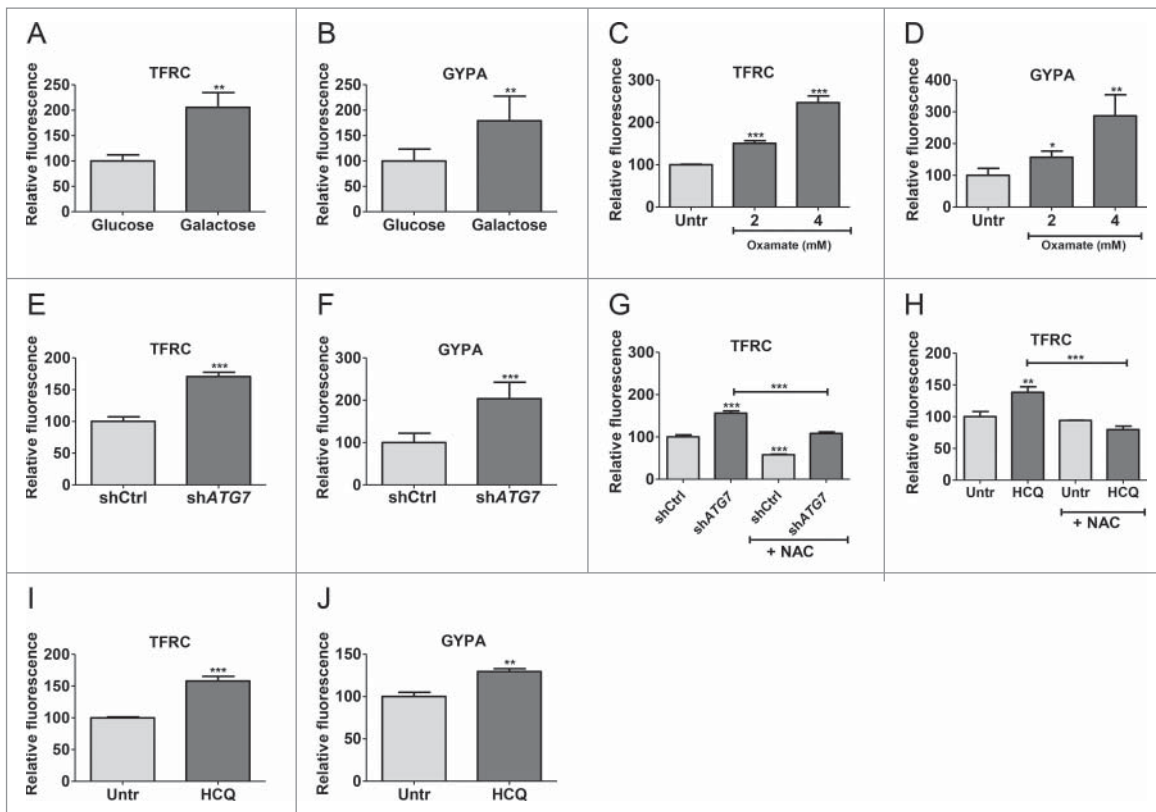 A
TFRC
Relative fluorescence
250
200
150
100
50
0
**
Glucose
Galactose
B
GYPA
Relative fluorescence
250
200
150
100
50
0
**
Glucose
Galactose
C
TFRC
Relative fluorescence
300
200
100
0
***
***
Untr
2
4
Oxamate (mM)
D
GYPA
Relative fluorescence
400
300
200
100
0
*
**
Untr
2
4
Oxamate (mM)
E
TFRC
Relative fluorescence
200
150
100
50
0
***
shCtrl
shATG7
F
GYPA
Relative fluorescence
300
200
100
0
***
shCtrl
shATG7
G
TFRC
Relative fluorescence
300
200
100
0
***
***
***
shCtrl
shATG7
shCtrl
shATG7
+ NAC
H
TFRC
Relative fluorescence
200
150
100
50
0
**
***
Untr
HCQ
Untr
HCQ
+ NAC
I
TFRC
Relative fluorescence
200
150
100
50
0
***
Untr
HCQ
J
GYPA
Relative fluorescence
150
100
50
0
**
Untr
HCQ